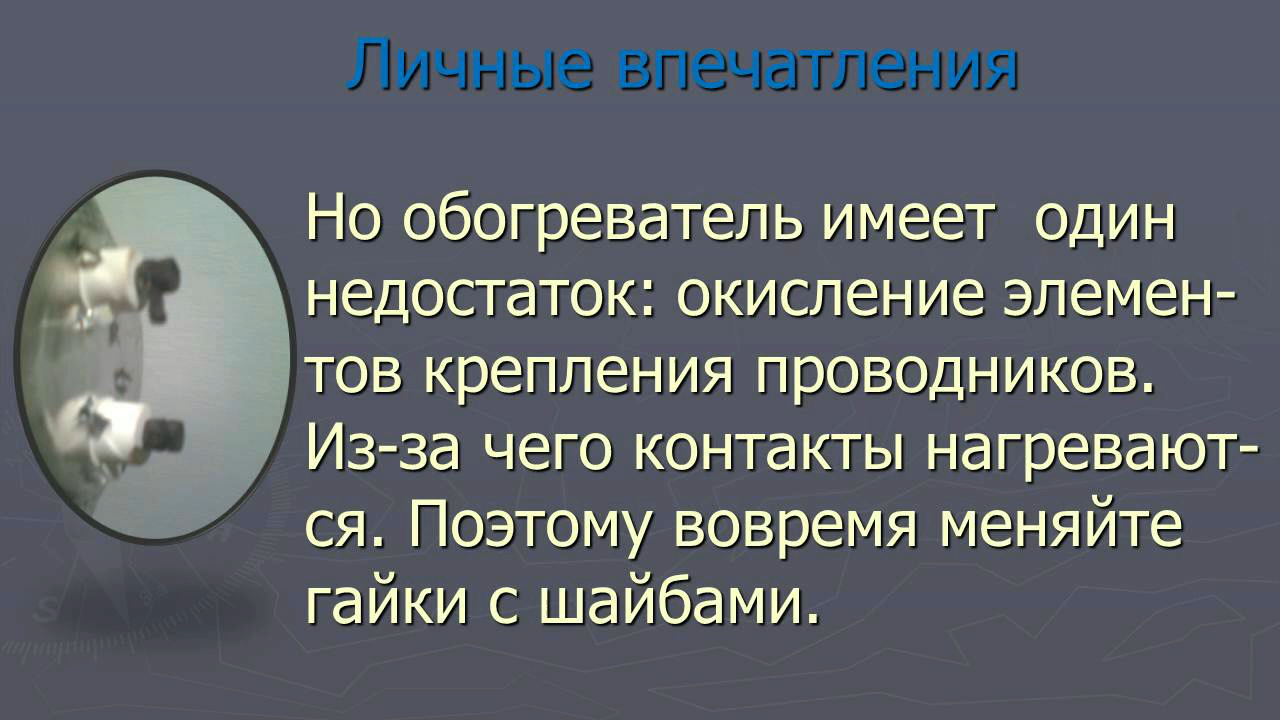 Личные впечатления
Но обогреватель имеет  один
недостаток: окисление элемен-
тов крепления проводников.
Из-за чего контакты нагревают-
ся. Поэтому вовремя меняйте
гайки с шайбами.